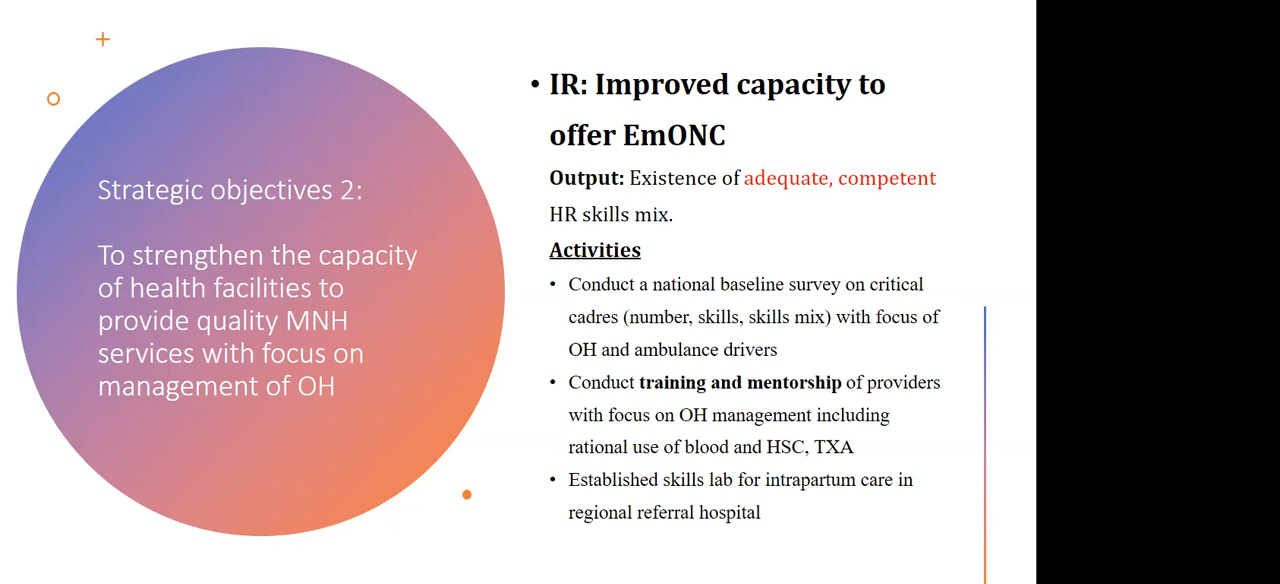 Strategic objectives 2:
To strengthen the capacity
of health facilities to
provide quality MNH
services with focus on
management of OH
• IR: Improved capacity to
offer EmONC
Output: Existence of adequate, competent
HR skills mix.
Activities
• Conduct a national baseline survey on critical
cadres (number, skills, skills mix) with focus of
OH and ambulance drivers
• Conduct training and mentorship of providers
with focus on OH management including
rational use of blood and HSC, TXA
• Established skills lab for intrapartum care in
regional referral hospital